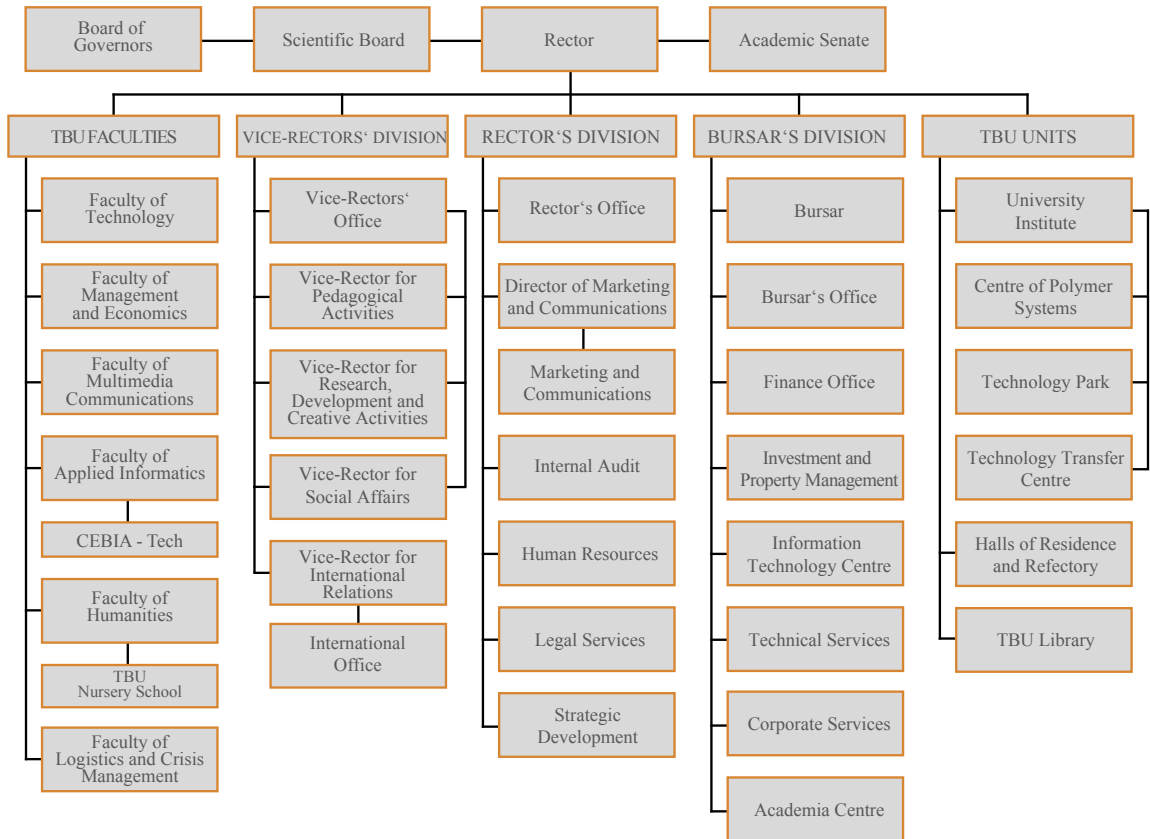 Board of
Governors
Scientific Board
Rector
Academic Senate
TBU FACULTIES
VICE-RECTORS‘ DIVISION
RECTOR‘S DIVISION
BURSAR‘S DIVISION
TBU UNITS
Faculty of
Technology
Faculty of
Management
and Economics
Faculty of
Multimedia
Communications
Faculty of
Applied Informatics
CEBIA - Tech
Faculty of
Humanities
TBU
Nursery School
Faculty of
Logistics and Crisis
Management
Vice-Rectors‘
Office
Vice-Rector for
Pedagogical
Activities
Vice-Rector for
Research,
Development and
Creative Activities
Vice-Rector for
Social Affairs
Vice-Rector for
International
Relations
International
Office
Rector‘s Office
Director of Marketing
and Communications
Marketing and
Communications
Internal Audit
Human Resources
Legal Services
Strategic
Development
Bursar
Bursar‘s Office
Finance Office
Investment and
Property Management
Information
Technology Centre
Technical Services
Corporate Services
Academia Centre
University
Institute
Centre of Polymer
Systems
Technology Park
Technology Transfer
Centre
Halls of Residence
and Refectory
TBU Library